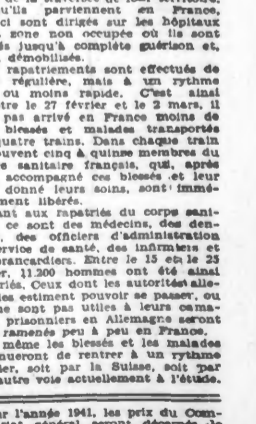 qu'ils parviennent en France,
ci sont dirigés sur les hôpitaux
zone non occupée où ils sont
és jusqu'à complète guérison et,
démobilisés.
rapatriements sont effectués de
régulière, mais à un rythme
ou moins rapide. C'est ainsi
tre le 27 février et le 2 mars, il
pas arrivé en France moins de
blessés et malades transportés
quatre trains. Dans chaque train
ouvent cinq à quinze membres du
e sanitaire français, qui, après
accompagné ces blessés et leur
donné leurs soins, sont immé-
ment libérés.
ant aux rapatriés du corps sani-
ce sont des médecins, des den-
, des officiers d'administration
ervice de santé, des infirmiers et
brancardiers. Entre le 15 et le 25
er, 11.200 hommes ont été ainsi
riés. Ceux dont les autorités alle-
es estiment pouvoir se passer, ou
ne sont pas utiles à leurs cama-
prisonniers en Allemagne seront
ramenés peu à peu en France.
même les blessés et les malades
nueront de rentrer à un rythme
ier, soit par la Suisse, soit par
autre voie actuellement à l'étude.
r l'année 1941, les prix du Com-